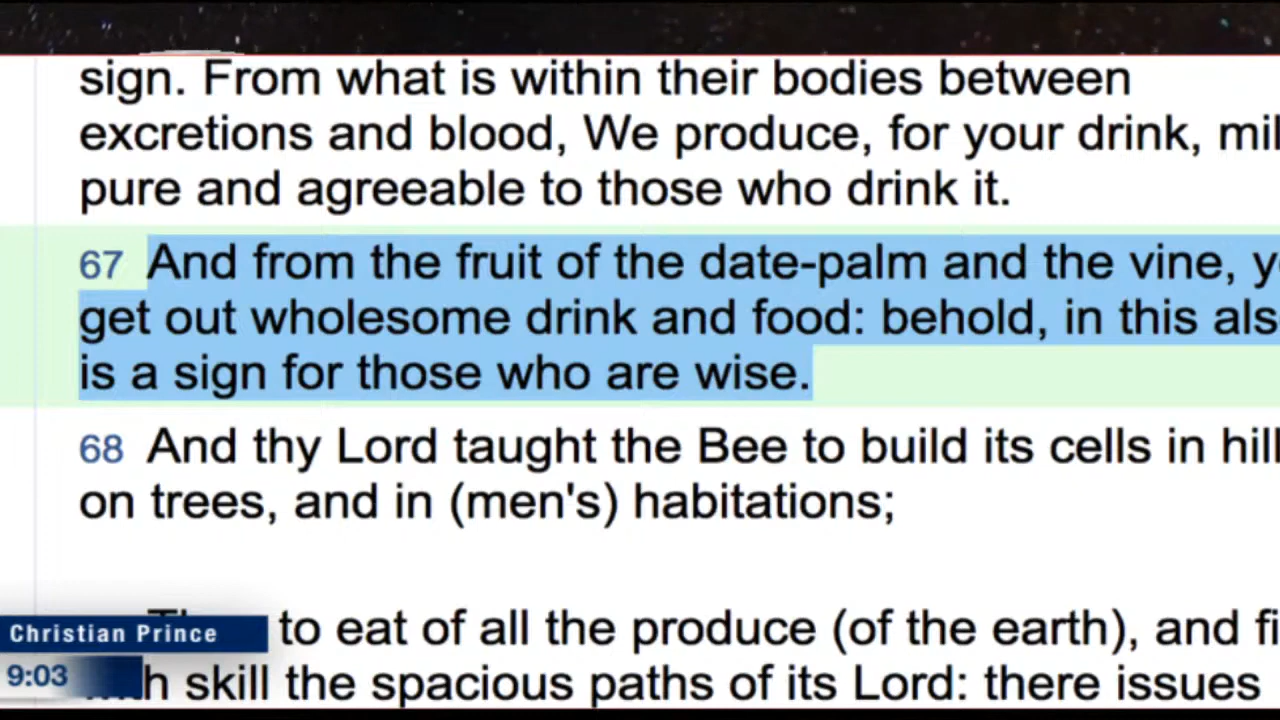 sign. From what is within their bodies between
excretions and blood, We produce, for your drink,
pure and agreeable to those who drink it.
67 And from the fruit of the date-palm and the vine,
get out wholesome drink and food: behold, in this
is a sign for those who are wise.
68 And thy Lord taught the Bee to build its cells in
on trees, and in (men's) habitations;
to eat of all the produce (of the earth), and
skill the spacious paths of its Lord: there issues
Christian Prince
9:03